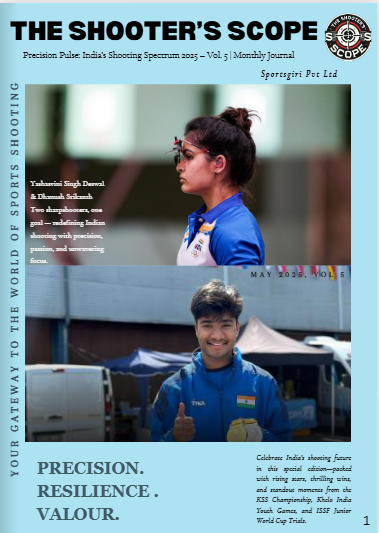 THE SHOOTER'S SCOPE
THE SHOOTER'S
S S
SCOPE
Precision Pulse: India's Shooting Spectrum 2025 – Vol. 5 | Monthly Journal
Sportsgiri Pvt Ltd
YOUR GATEWAY TO THE WORLD OF SPORTS SHOOTING
Yashasvini Singh Deswal
& Dhanush Srikanth
Two sharpshooters, one
goal — redefining Indian
shooting with precision,
passion, and unwavering
focus.
MAY 2025, VOL 5
PRECISION.
RESILIENCE .
VALOUR.
Celebrate India's shooting future
in this special edition—packed
with rising stars, thrilling wins,
and standout moments from the
KSS Championship, Khelo India
Youth Games, and ISSF Junior
World Cup Trials.
1